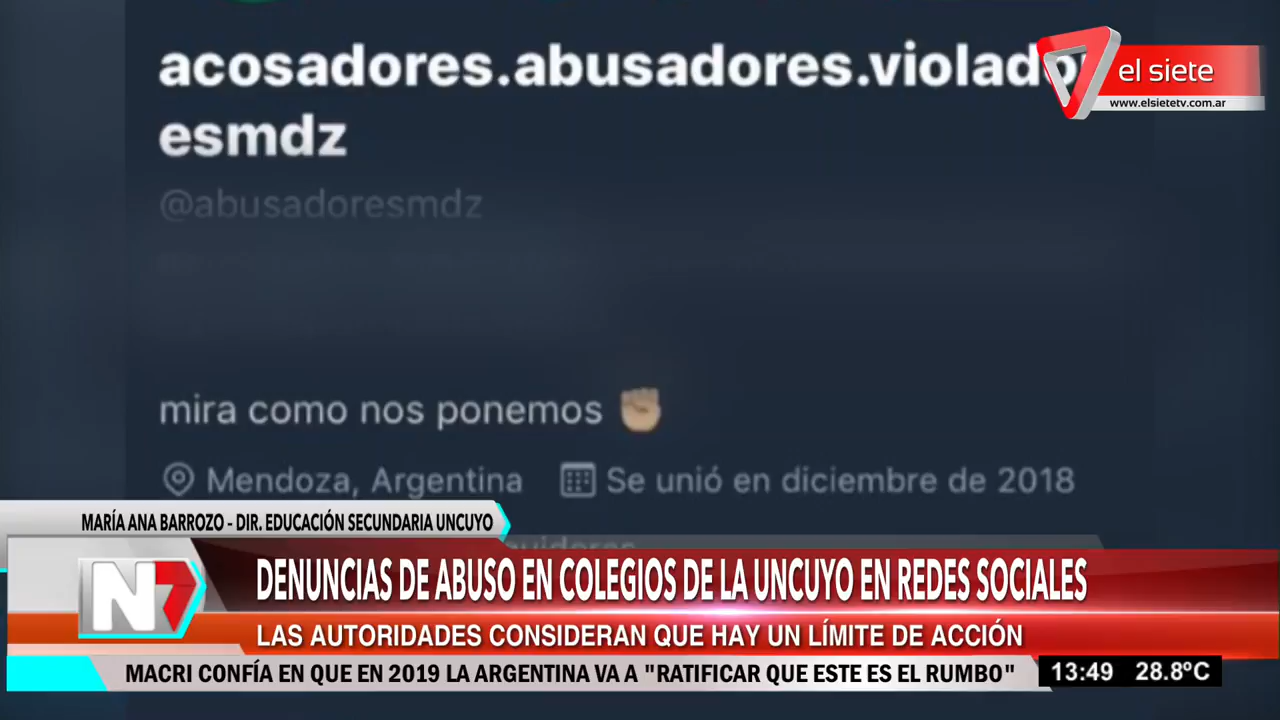 acosadores.abusadores.violador
esmdz
@abusadoresmdz
mira como nos ponemos
Mendoza, Argentina Se unió en diciembre de 2018
el siete
www.elsietetv.com.ar
MARÍA ANA BARROZO - DIR. EDUCACIÓN SECUNDARIA UNCUYO
N7
DENUNCIAS DE ABUSO EN COLEGIOS DE LA UNCUYO EN REDES SOCIALES
LAS AUTORIDADES CONSIDERAN QUE HAY UN LÍMITE DE ACCIÓN
MACRI CONFÍA EN QUE EN 2019 LA ARGENTINA VA A "RATIFICAR QUE ESTE ES EL RUMBO"
13:49 28.8ºC